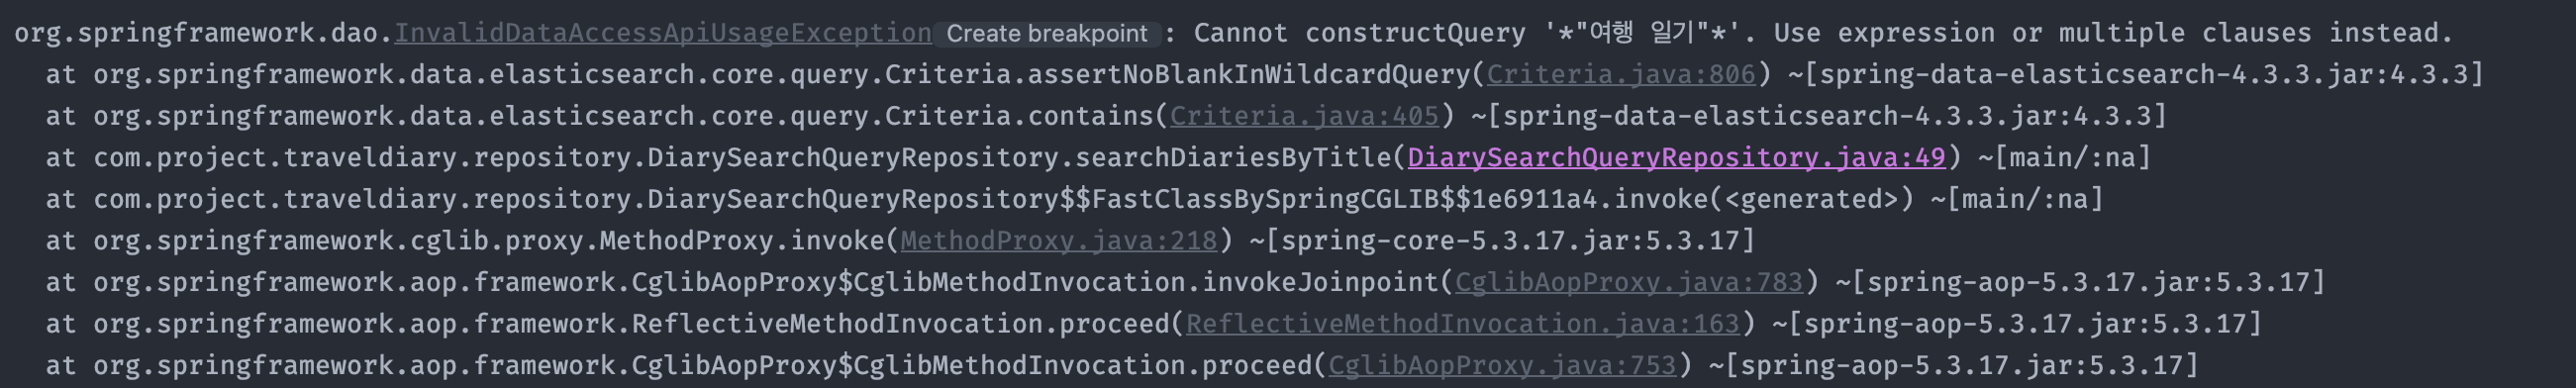 org.springframework.dao.InvalidDataAccessApiUsageException Create breakpoint : Cannot constructQuery '*"여행 일기"*'. Use expression or multiple clauses instead.
at org.springframework.data.elasticsearch.core.query.Criteria.assertNoBlankInWildcardQuery(Criteria.java:806) ~[spring-data-elasticsearch-4.3.3.jar:4.3.3]
at org.springframework.data.elasticsearch.core.query.Criteria.contains(Criteria.java:405) ~[spring-data-elasticsearch-4.3.3.jar:4.3.3]
at com.project.traveldiary.repository.DiarySearchQueryRepository.searchDiariesByTitle(DiarySearchQueryRepository.java:49) ~[main/:na]
at com.project.traveldiary.repository.DiarySearchQueryRepository$$FastClassBySpringCGLIB$$1e6911a4.invoke(<generated>) ~[main/:na]
at org.springframework.cglib.proxy.MethodProxy.invoke(MethodProxy.java:218) ~[spring-core-5.3.17.jar:5.3.17]
at org.springframework.aop.framework.CglibAopProxy$CglibMethodInvocation.invokeJoinpoint(CglibAopProxy.java:783) ~[spring-aop-5.3.17.jar:5.3.17]
at org.springframework.aop.framework.ReflectiveMethodInvocation.proceed(ReflectiveMethodInvocation.java:163) ~[spring-aop-5.3.17.jar:5.3.17]
at org.springframework.aop.framework.CglibAopProxy$CglibMethodInvocation.proceed(CglibAopProxy.java:753) ~[spring-aop-5.3.17.jar:5.3.17]